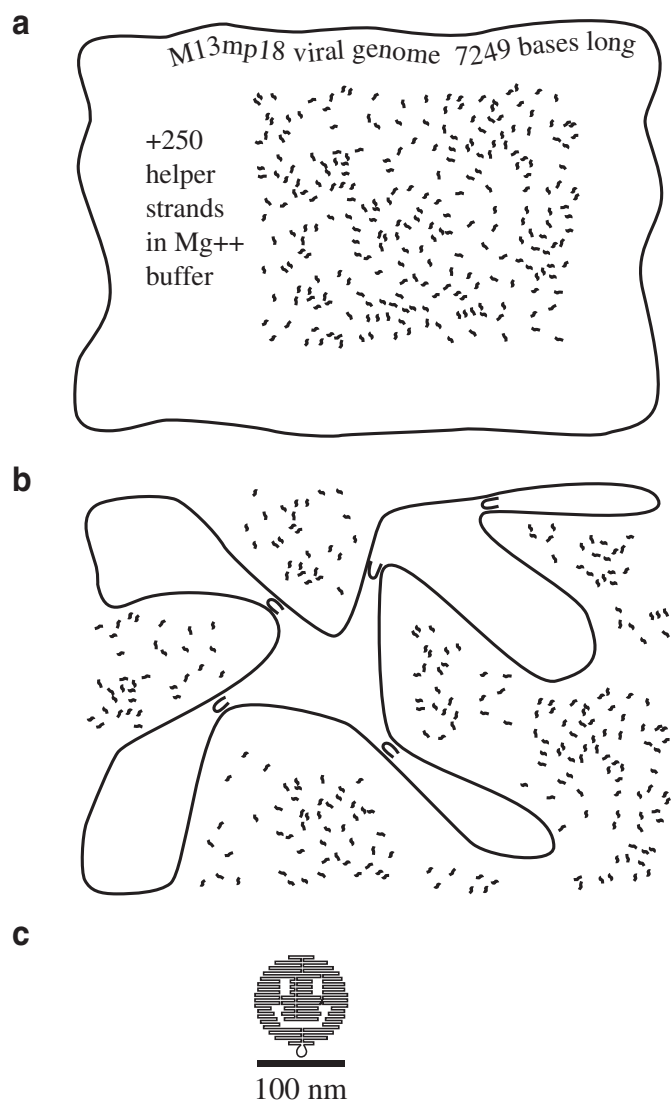 a
M13mp18 viral genome 7249 bases long
+250
helper
strands
in Mg++
buffer
b
c
100 nm